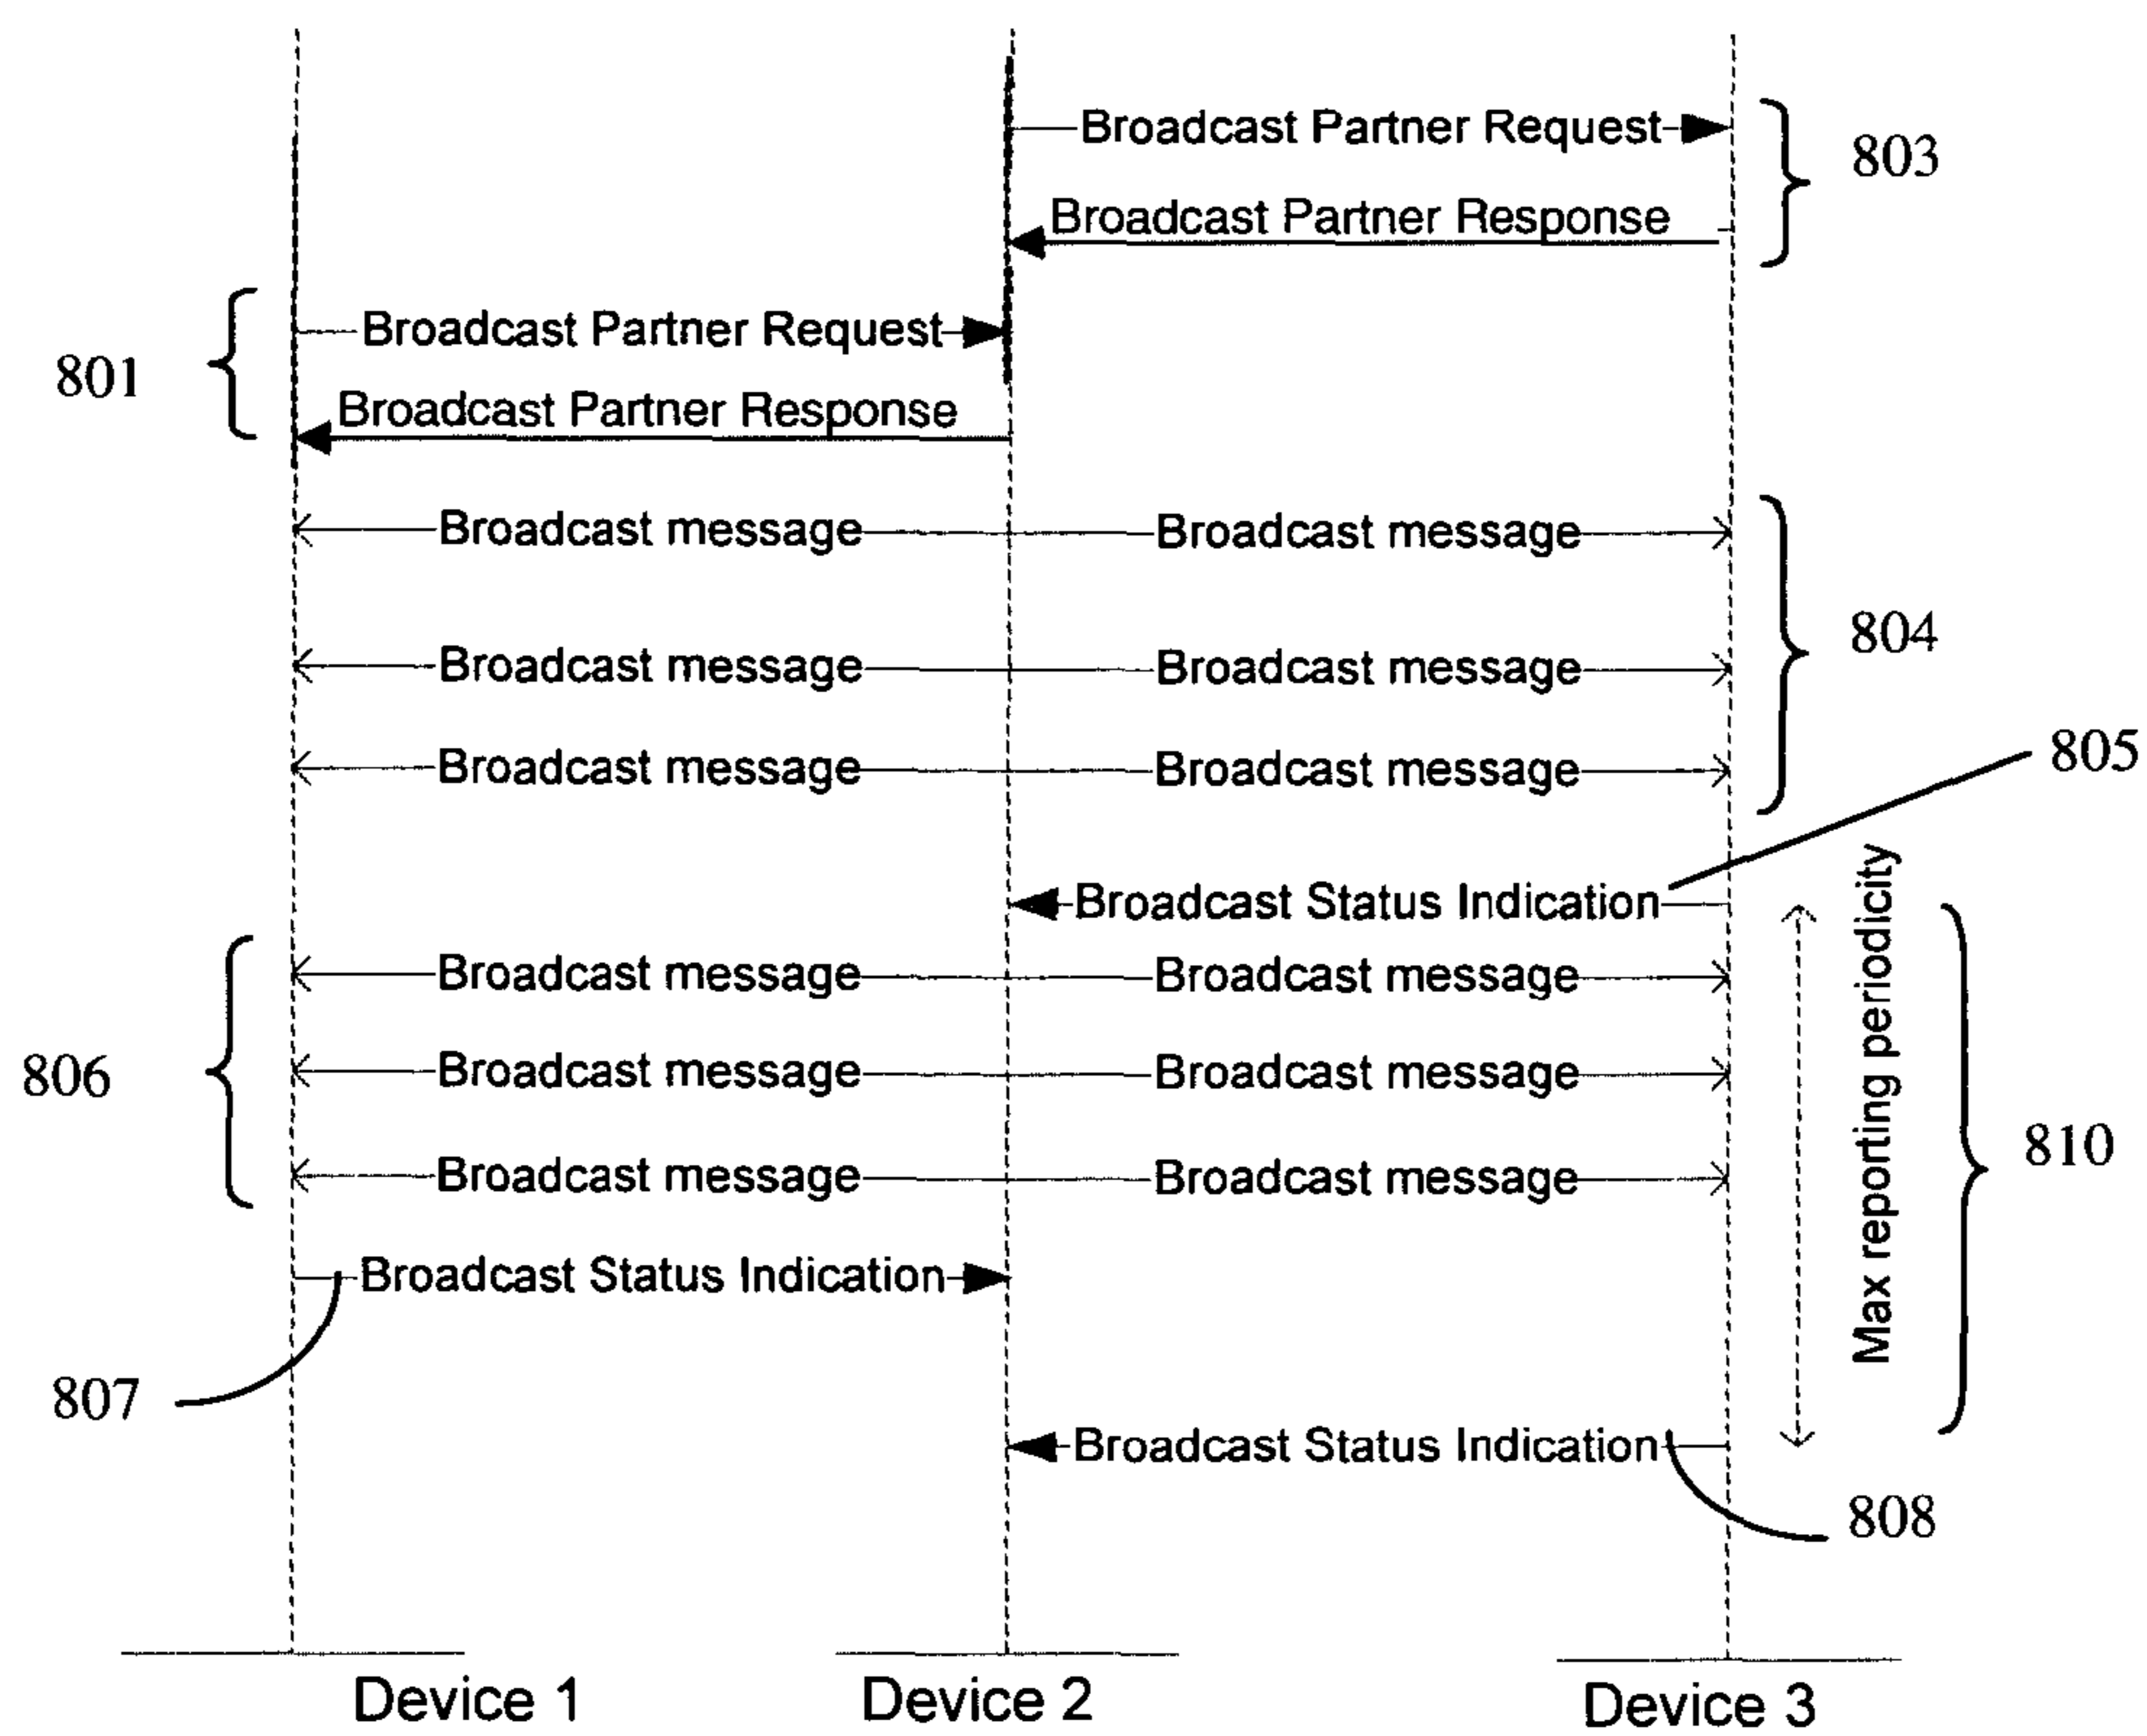 Broadcast Partner Request
803
Broadcast Partner Response
Broadcast Partner Request
801
Broadcast Partner Response
Broadcast message Broadcast message
804
Broadcast message Broadcast message
805
Broadcast message Broadcast message
Broadcast Status Indication
Max reporting periodicity
Broadcast message Broadcast message
806
Broadcast message Broadcast message
810
Broadcast message Broadcast message
Broadcast Status Indication
807
Broadcast Status Indication
808
Device 1 Device 2 Device 3